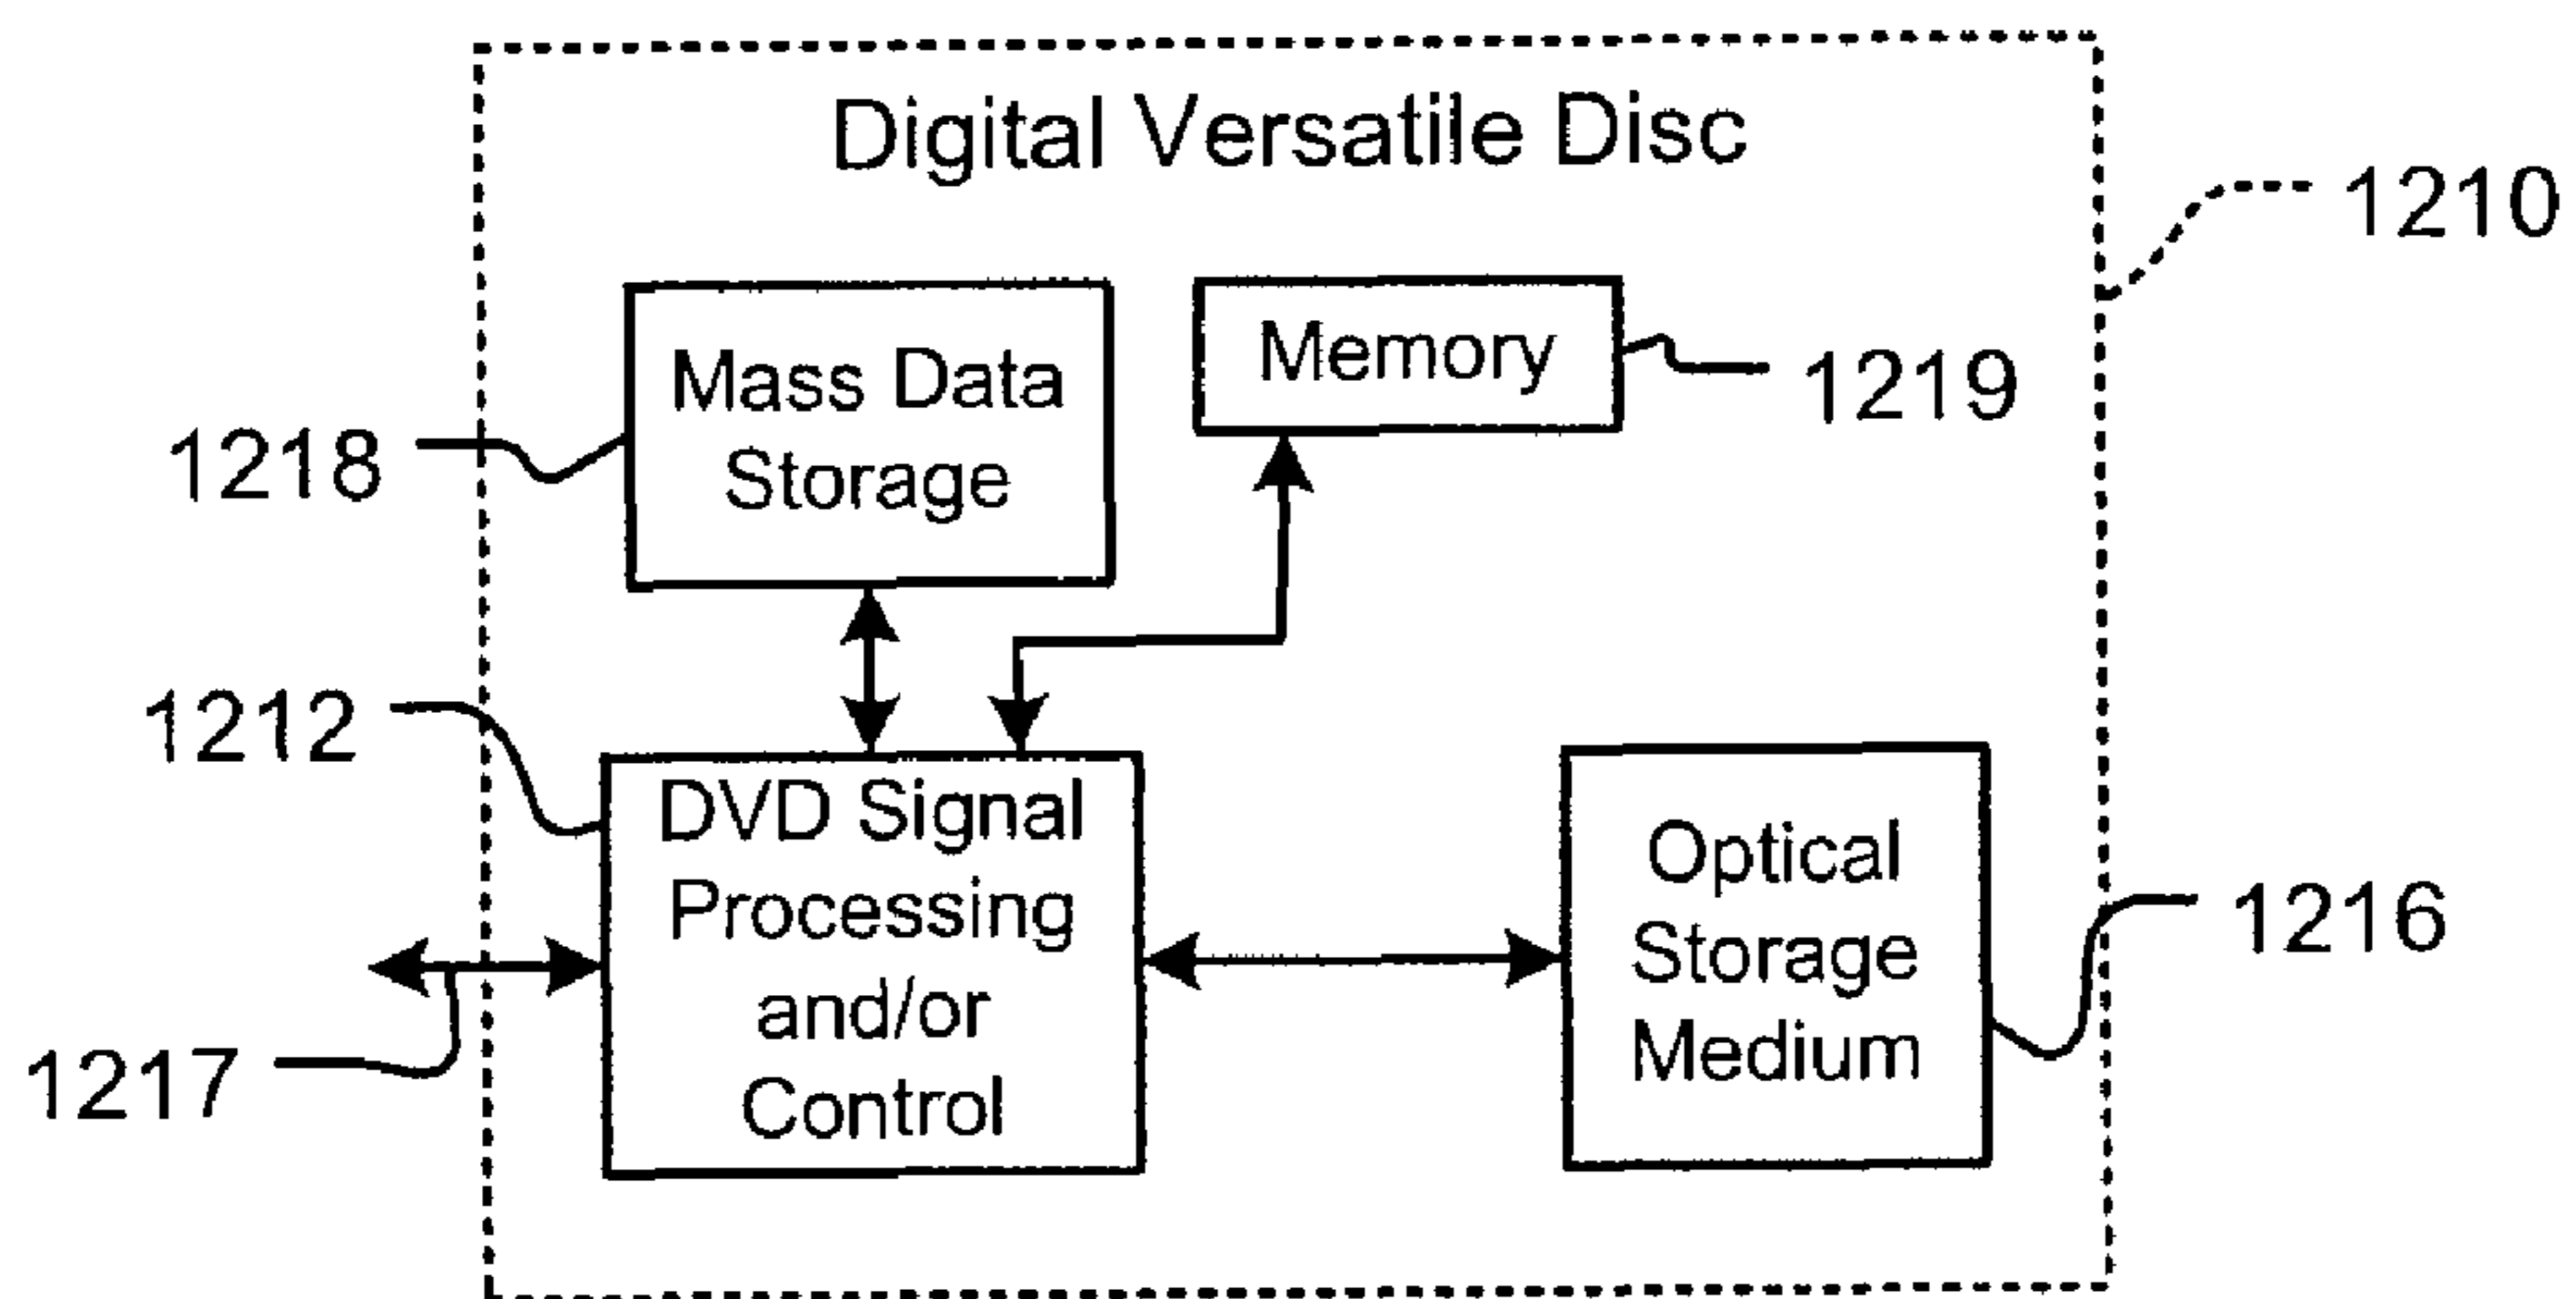 Digital Versatile Disc
1210
Mass Data
Storage
1218
Memory
1219
1212
DVD Signal
Processing
and/or
Control
Optical
Storage
Medium
1216
1217